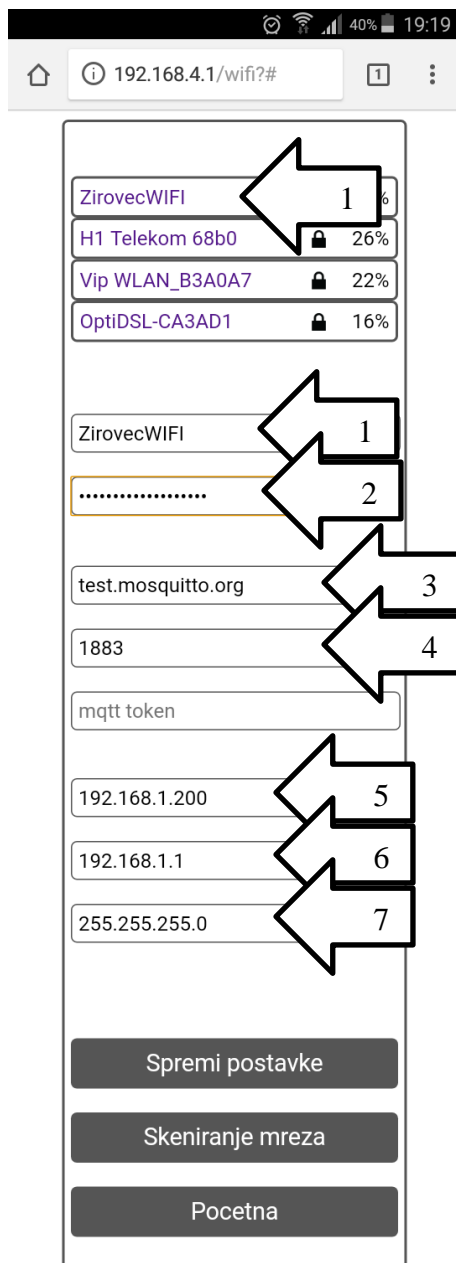 40% 19:19
192.168.4.1/wifi?# 1
ZirovecWIFI 1 %
H1 Telekom 68b0 26%
Vip WLAN_B3A0A7 22%
OptiDSL-CA3AD1 16%
ZirovecWIFI 1
••••••••••••••••••• 2
test.mosquitto.org 3
1883 4
mqtt token
192.168.1.200 5
192.168.1.1 6
255.255.255.0 7
Spremi postavke
Skeniranje mreza
Pocetna